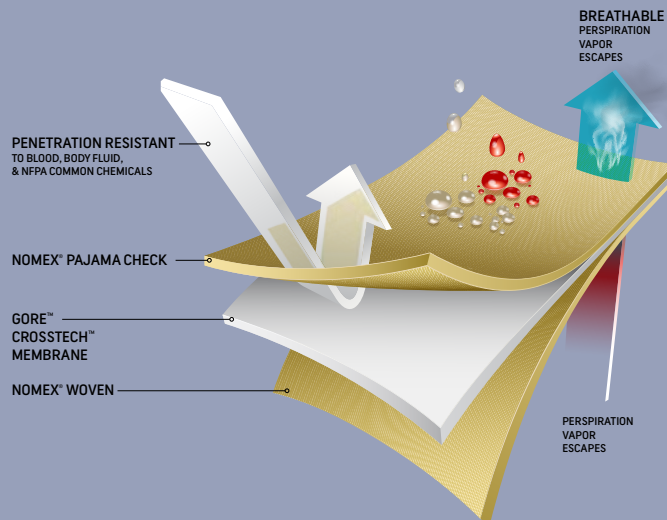 BREATHABLE
PERSPIRATION
VAPOR
ESCAPES
PENETRATION RESISTANT
TO BLOOD, BODY FLUID,
& NFPA COMMON CHEMICALS
NOMEX® PAJAMA CHECK
GORE™
CROSSTECH™
MEMBRANE
NOMEX® WOVEN
PERSPIRATION
VAPOR
ESCAPES